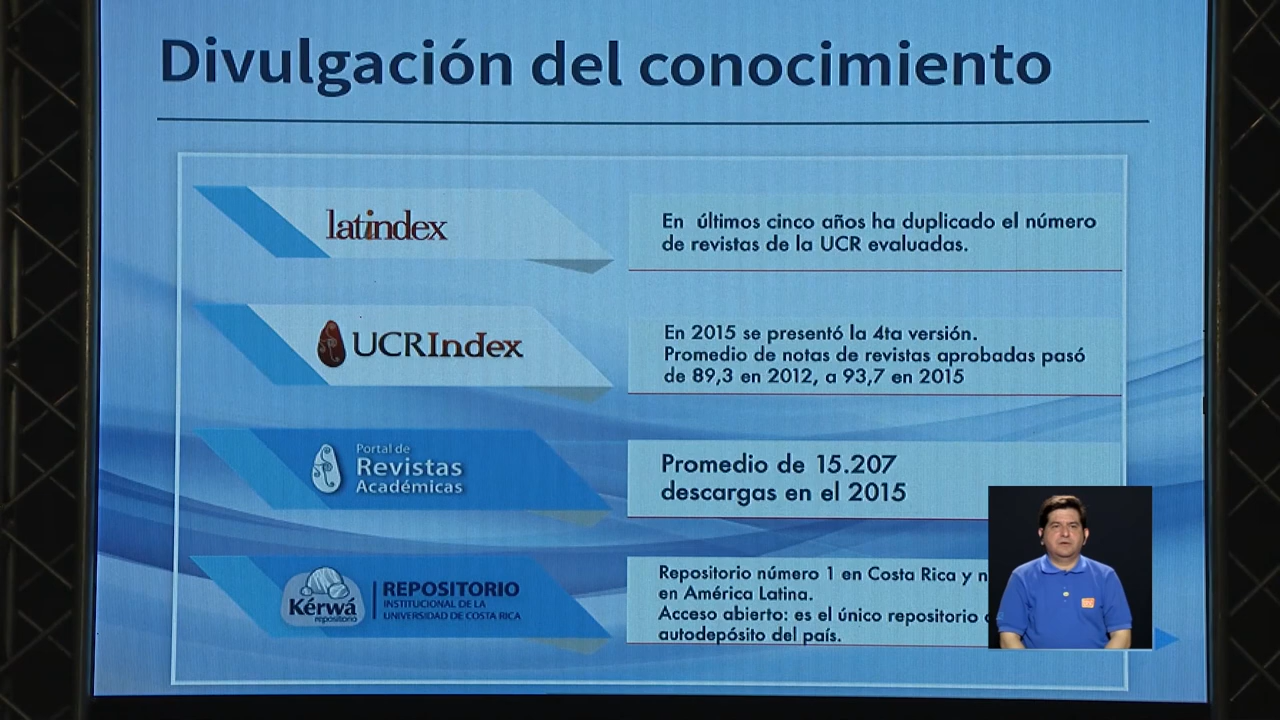 Divulgación del conocimiento
latindex
En últimos cinco años ha duplicado el número
de revistas de la UCR evaluadas.
UCRIndex
En 2015 se presentó la 4ta versión.
Promedio de notas de revistas aprobadas pasó
de 89,3 en 2012, a 93,7 en 2015
Portal de
Revistas
Académicas
Promedio de 15.207
descargas en el 2015
Kérwá
repositorio
REPOSITORIO
INSTITUCIONAL DE LA
UNIVERSIDAD DE COSTA RICA
Repositorio número 1 en Costa Rica y
en América Latina.
Acceso abierto: es el único repositorio
autodepósito del país.